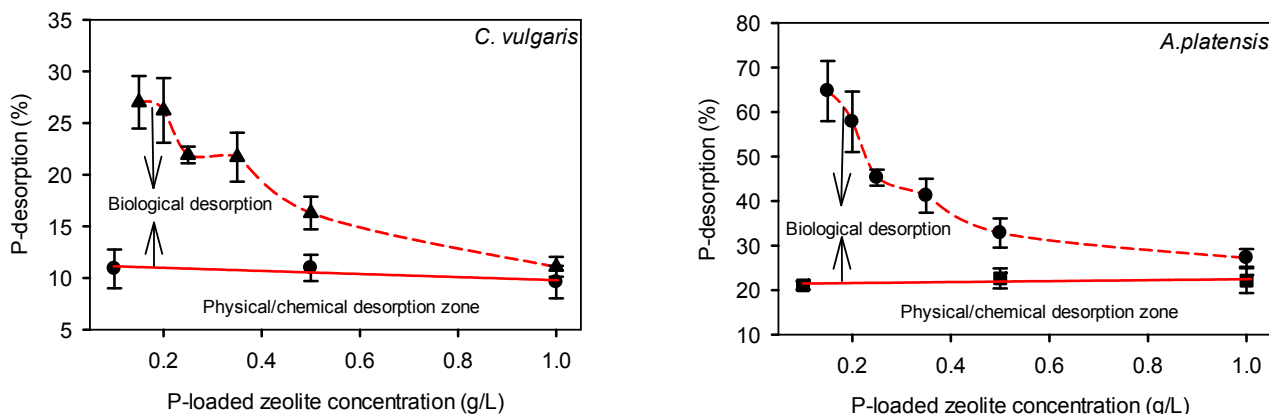 C. vulgaris
35
30
25
20
15
10
5
P-desorption (%)
Biological desorption
Physical/chemical desorption zone
0.2 0.4 0.6 0.8 1.0
P-loaded zeolite concentration (g/L)
A.platensis
80
70
60
50
40
30
20
10
P-desorption (%)
Biological desorption
Physical/chemical desorption zone
0.2 0.4 0.6 0.8 1.0
P-loaded zeolite concentration (g/L)